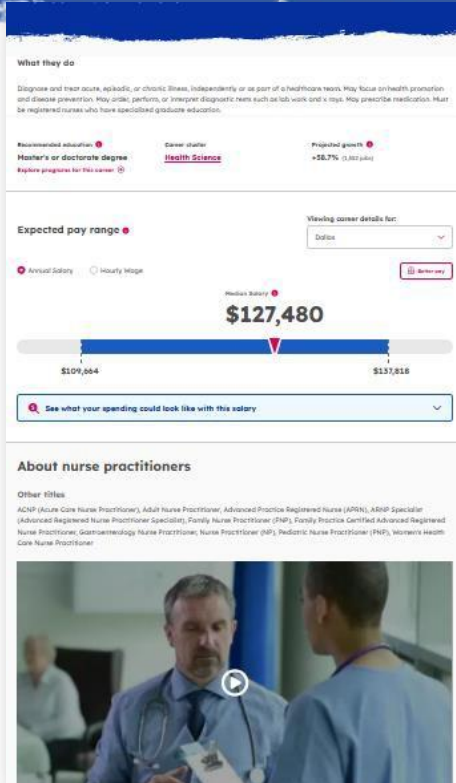 What they do
Diagnose and treat acute, episodic, or chronic illness, independently or as part of a healthcare team. May focus on health promotion
and disease prevention. May order, perform, or interpret diagnostic tests such as lab work and x rays. May prescribe medication. Must
be registered nurses who have specialized graduate education.
Recommended education
Career cluster
Projected growth
Master's or doctorate degree
Health Science
+58.7%
Explore programs for this career
Expected pay range
Viewing career details for:
Dallas
Annual Salary
Hourly Wage
Better pay
Median Salary
$127,480
$109,664
$137,818
See what your spending could look like with this salary
About nurse practitioners
Other titles
ACNP (Acute Care Nurse Practitioner), Adult Nurse Practitioner, Advanced Practice Registered Nurse (APRN), ARNP Specialist
(Advanced Registered Nurse Practitioner Specialist), Family Nurse Practitioner (FNP), Family Practice Certified Advanced Registered
Nurse Practitioner, Gastroenterology Nurse Practitioner, Nurse Practitioner (NP), Pediatric Nurse Practitioner (PNP), Women's Health
Care Nurse Practitioner